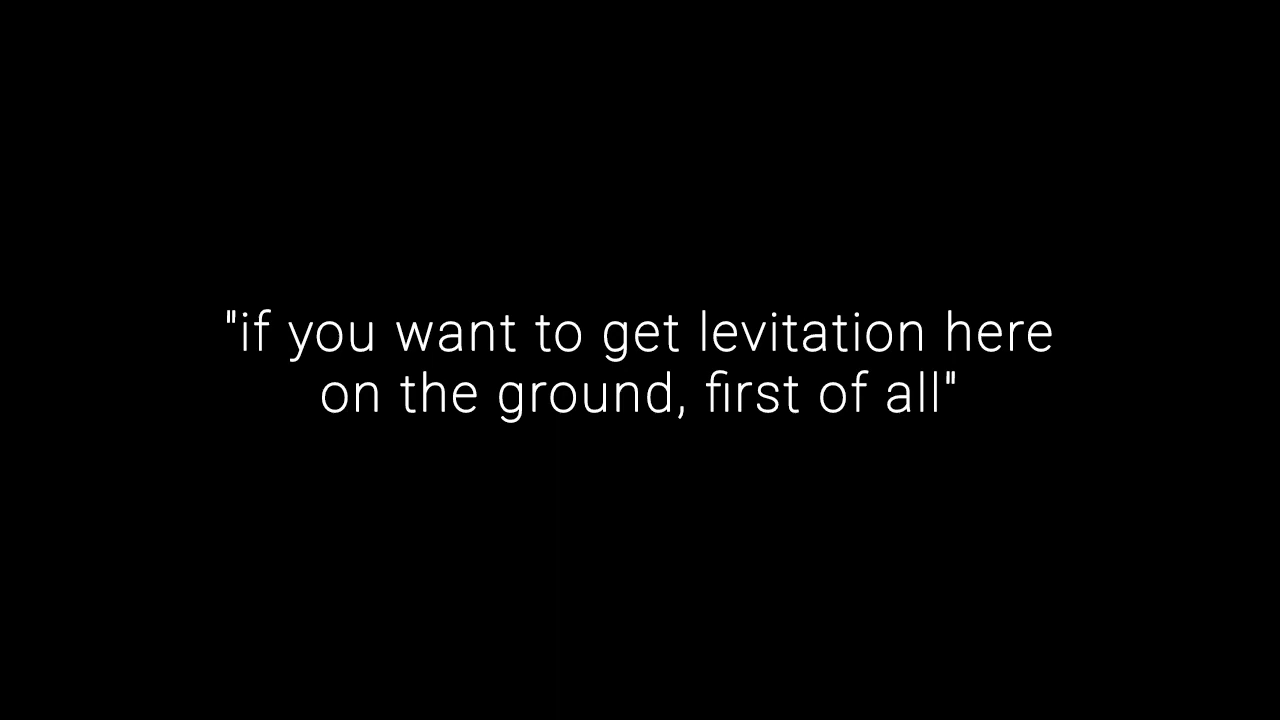 "if you want to get levitation here
on the ground, first of all"